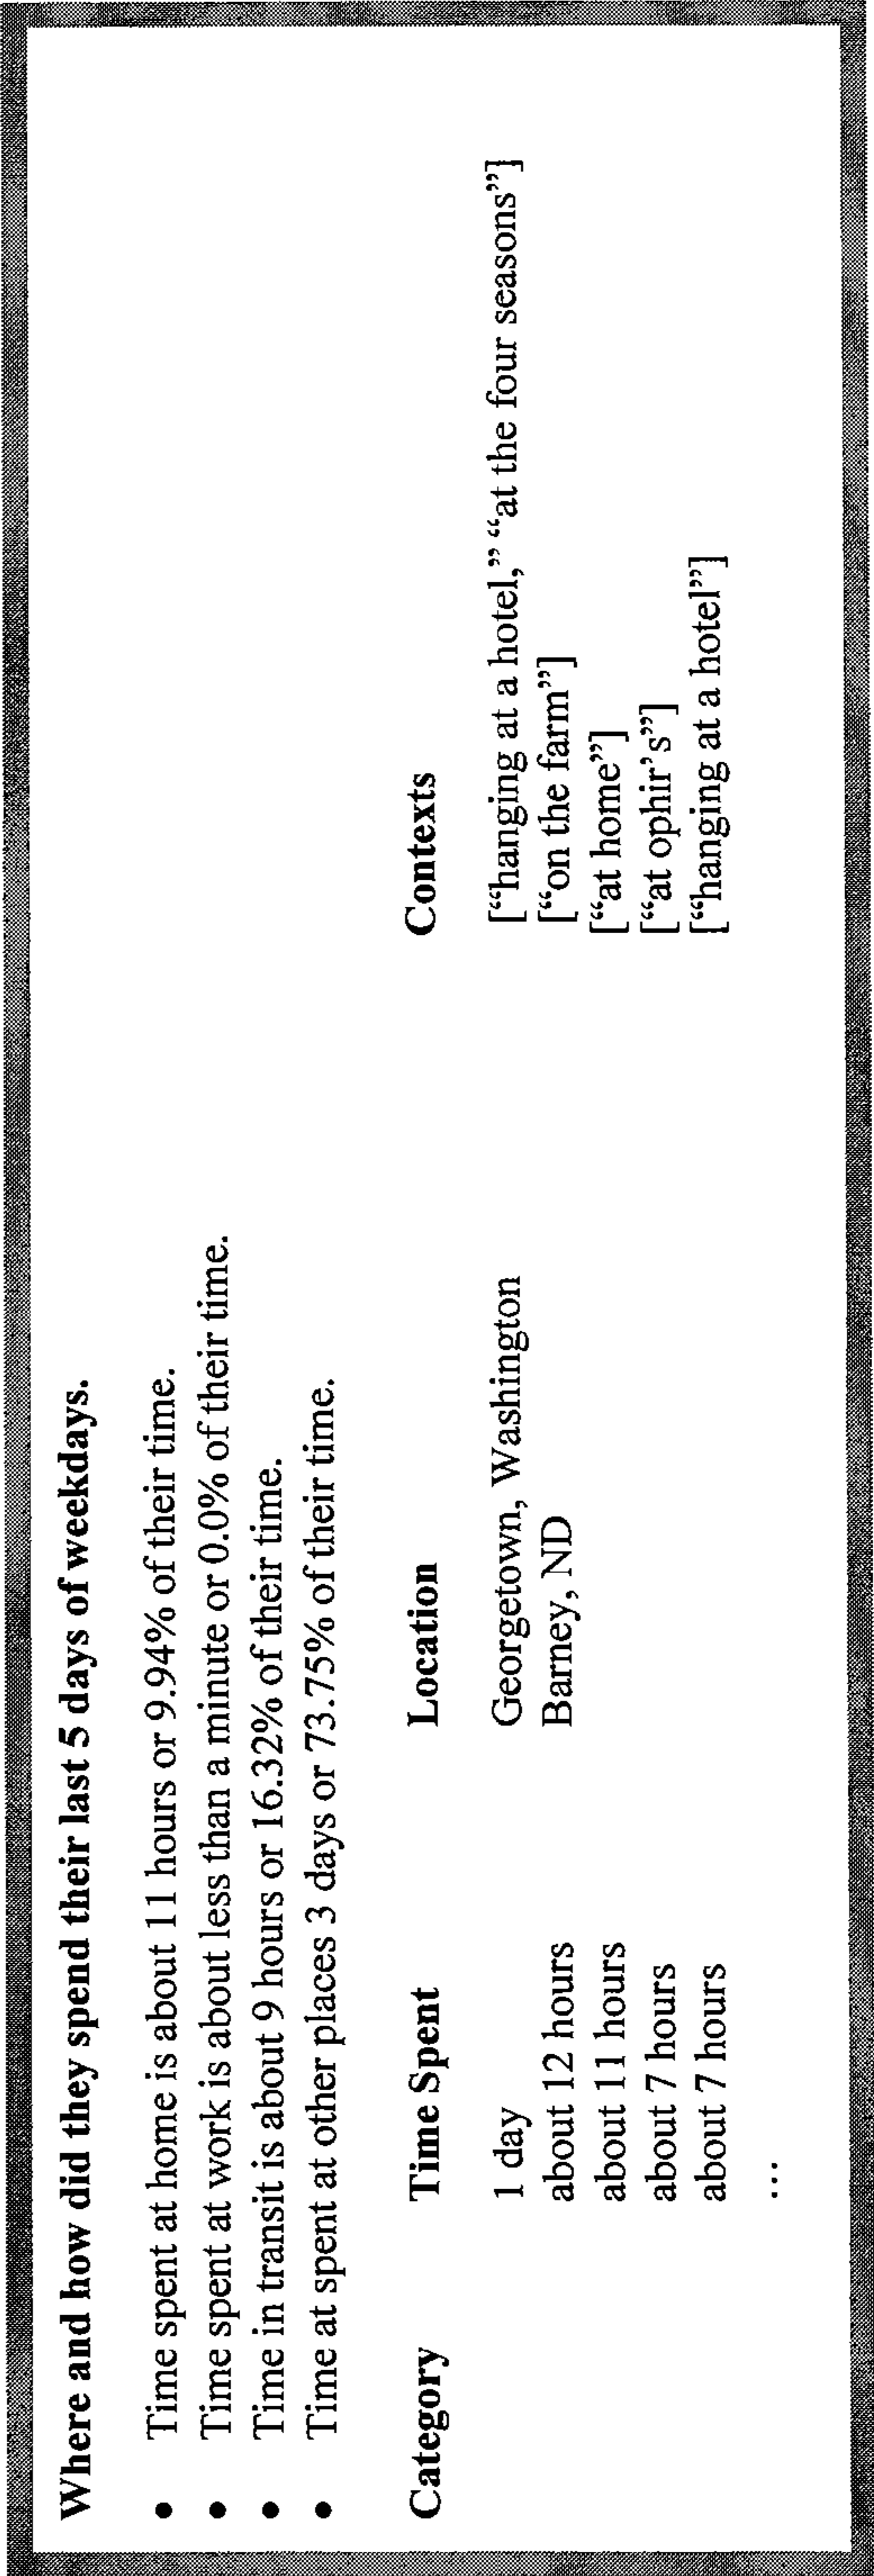 Where and how did they spend their last 5 days of weekdays.
• Time spent at home is about 11 hours or 9.94% of their time.
• Time spent at work is about less than a minute or 0.0% of their time.
• Time in transit is about 9 hours or 16.32% of their time.
• Time at spent at other places 3 days or 73.75% of their time.
Category Time Spent Location Contexts
1 day Georgetown, Washington [“hanging at a hotel,” “at the four seasons”]
about 12 hours Barney, ND [“on the farm”]
about 11 hours [“at home”]
about 7 hours [“at ophir’s”]
about 7 hours [“hanging at a hotel”]
...